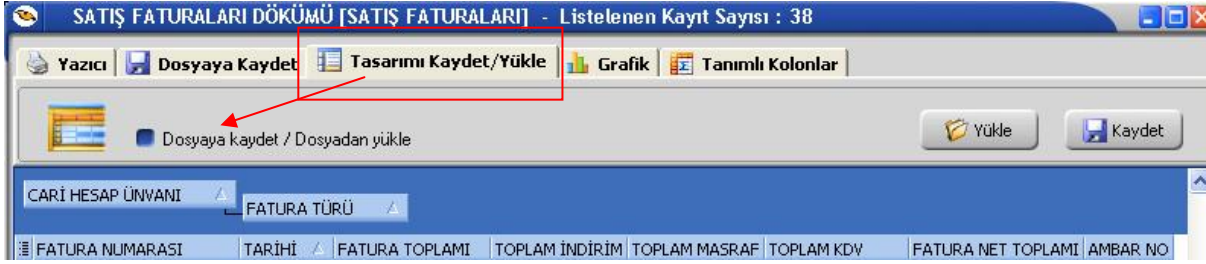 SATIŞ FATURALARI DÖKÜMÜ [SATIŞ FATURALARI] - Listelenen Kayıt Sayısı : 38
Yazıcı Dosyaya Kaydet Tasarımı Kaydet/Yükle Grafik Tanımlı Kolonlar
Dosyaya kaydet / Dosyadan yükle Yükle Kaydet
CARİ HESAP ÜNVANI
FATURA TÜRÜ
FATURA NUMARASI TARİHİ FATURA TOPLAMI TOPLAM İNDİRİM TOPLAM MASRAF TOPLAM KDV FATURA NET TOPLAMI AMBAR NO